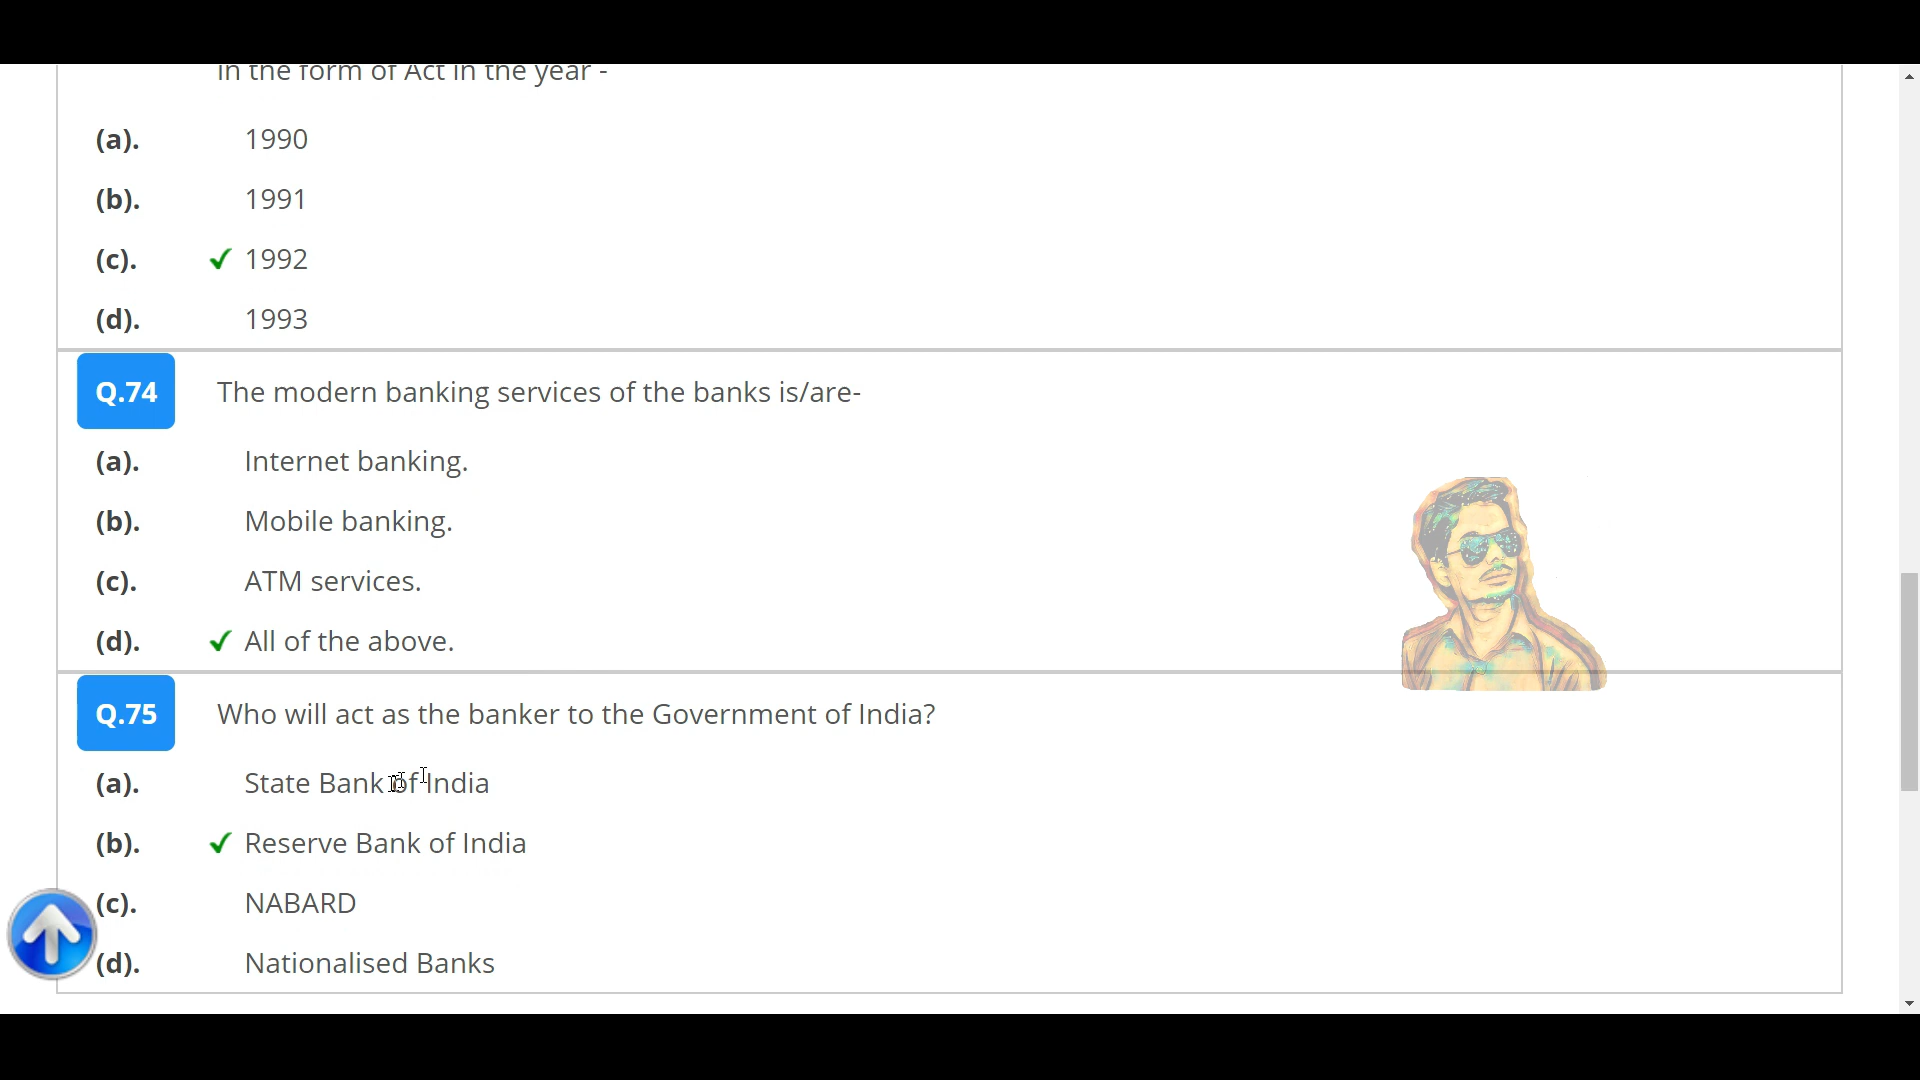 in the form of Act in the year -
(a). 1990
(b). 1991
(c). ✓ 1992
(d). 1993
Q.74 The modern banking services of the banks is/are-
(a). Internet banking.
(b). Mobile banking.
(c). ATM services.
(d). ✓ All of the above.
Q.75 Who will act as the banker to the Government of India?
(a). State Bank of India
(b). ✓ Reserve Bank of India
(c). NABARD
(d). Nationalised Banks